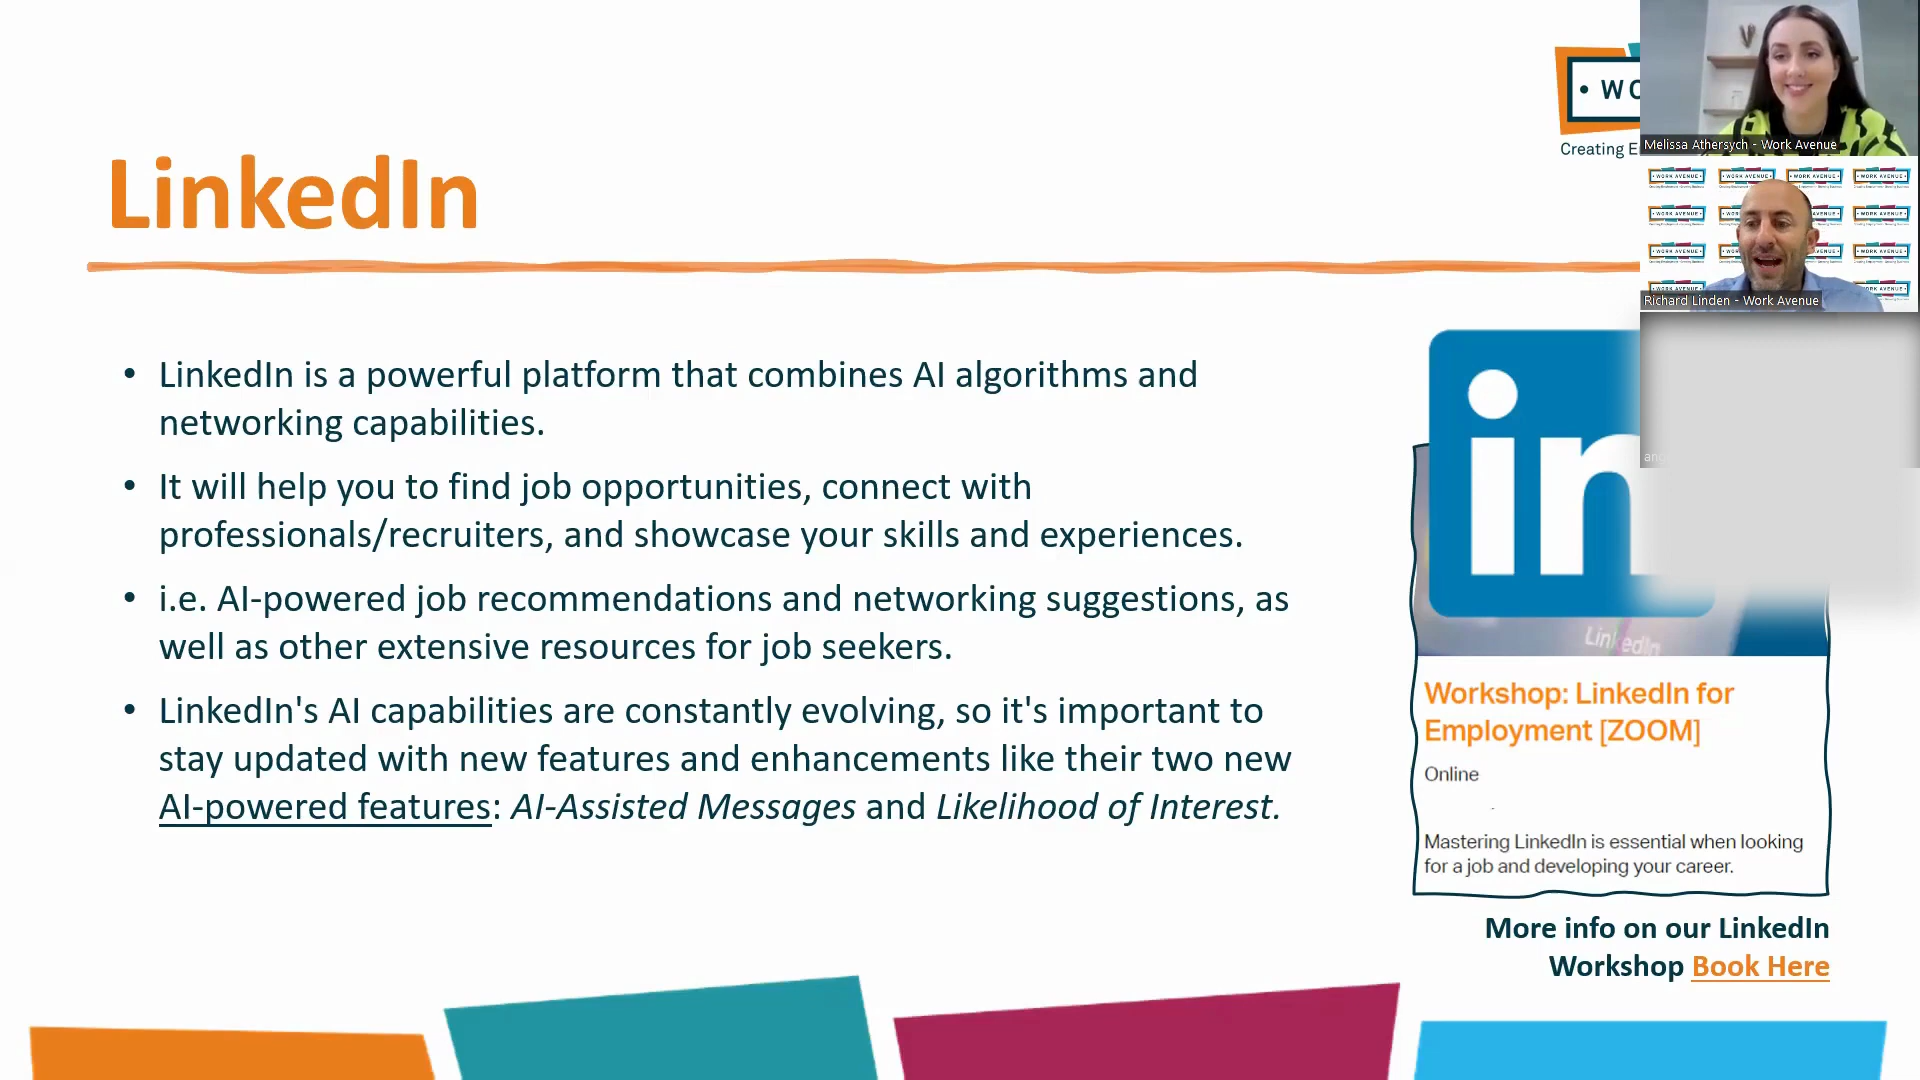 WO
Creating E
Melissa Athersych - Work Avenue
WORK AVENUE
Richard Linden - Work Avenue
LinkedIn
• LinkedIn is a powerful platform that combines AI algorithms and
networking capabilities.
• It will help you to find job opportunities, connect with
professionals/recruiters, and showcase your skills and experiences.
• i.e. AI-powered job recommendations and networking suggestions, as
well as other extensive resources for job seekers.
• LinkedIn's AI capabilities are constantly evolving, so it's important to
stay updated with new features and enhancements like their two new
AI-powered features: AI-Assisted Messages and Likelihood of Interest.
in
LinkedIn
Workshop: LinkedIn for
Employment [ZOOM]
Online
Mastering LinkedIn is essential when looking
for a job and developing your career.
More info on our LinkedIn
Workshop Book Here